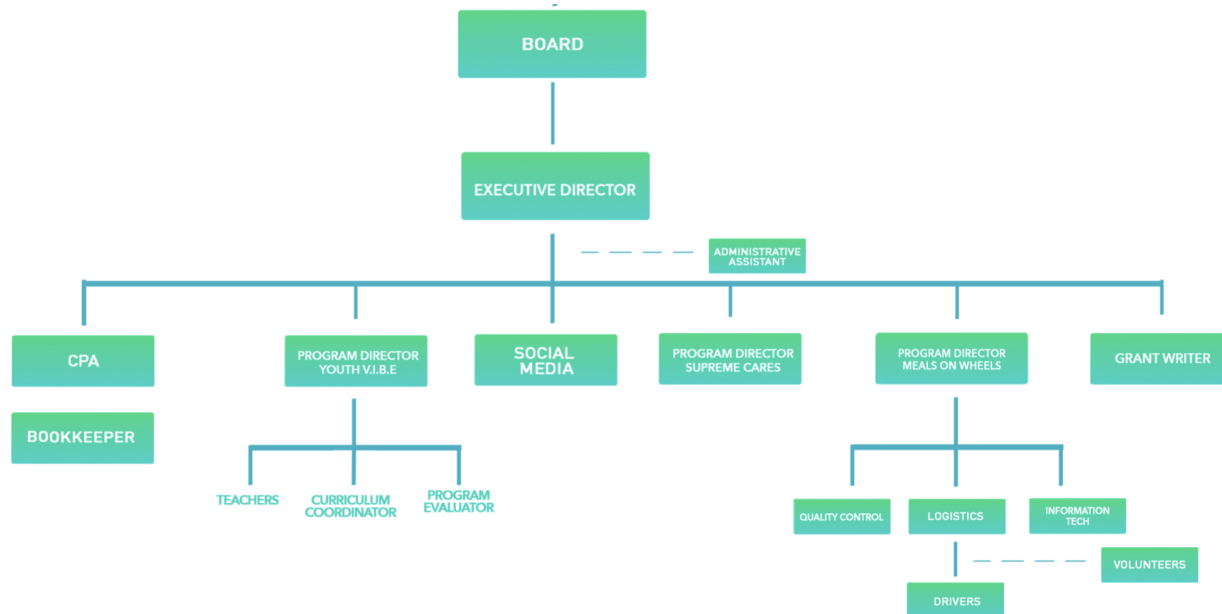 BOARD
EXECUTIVE DIRECTOR
ADMINISTRATIVE
ASSISTANT
CPA
PROGRAM DIRECTOR
YOUTH V.I.B.E
SOCIAL
MEDIA
PROGRAM DIRECTOR
SUPREME CARES
PROGRAM DIRECTOR
MEALS ON WHEELS
GRANT WRITER
BOOKKEEPER
TEACHERS
CURRICULUM
COORDINATOR
PROGRAM
EVALUATOR
QUALITY CONTROL
LOGISTICS
INFORMATION
TECH
VOLUNTEERS
DRIVERS